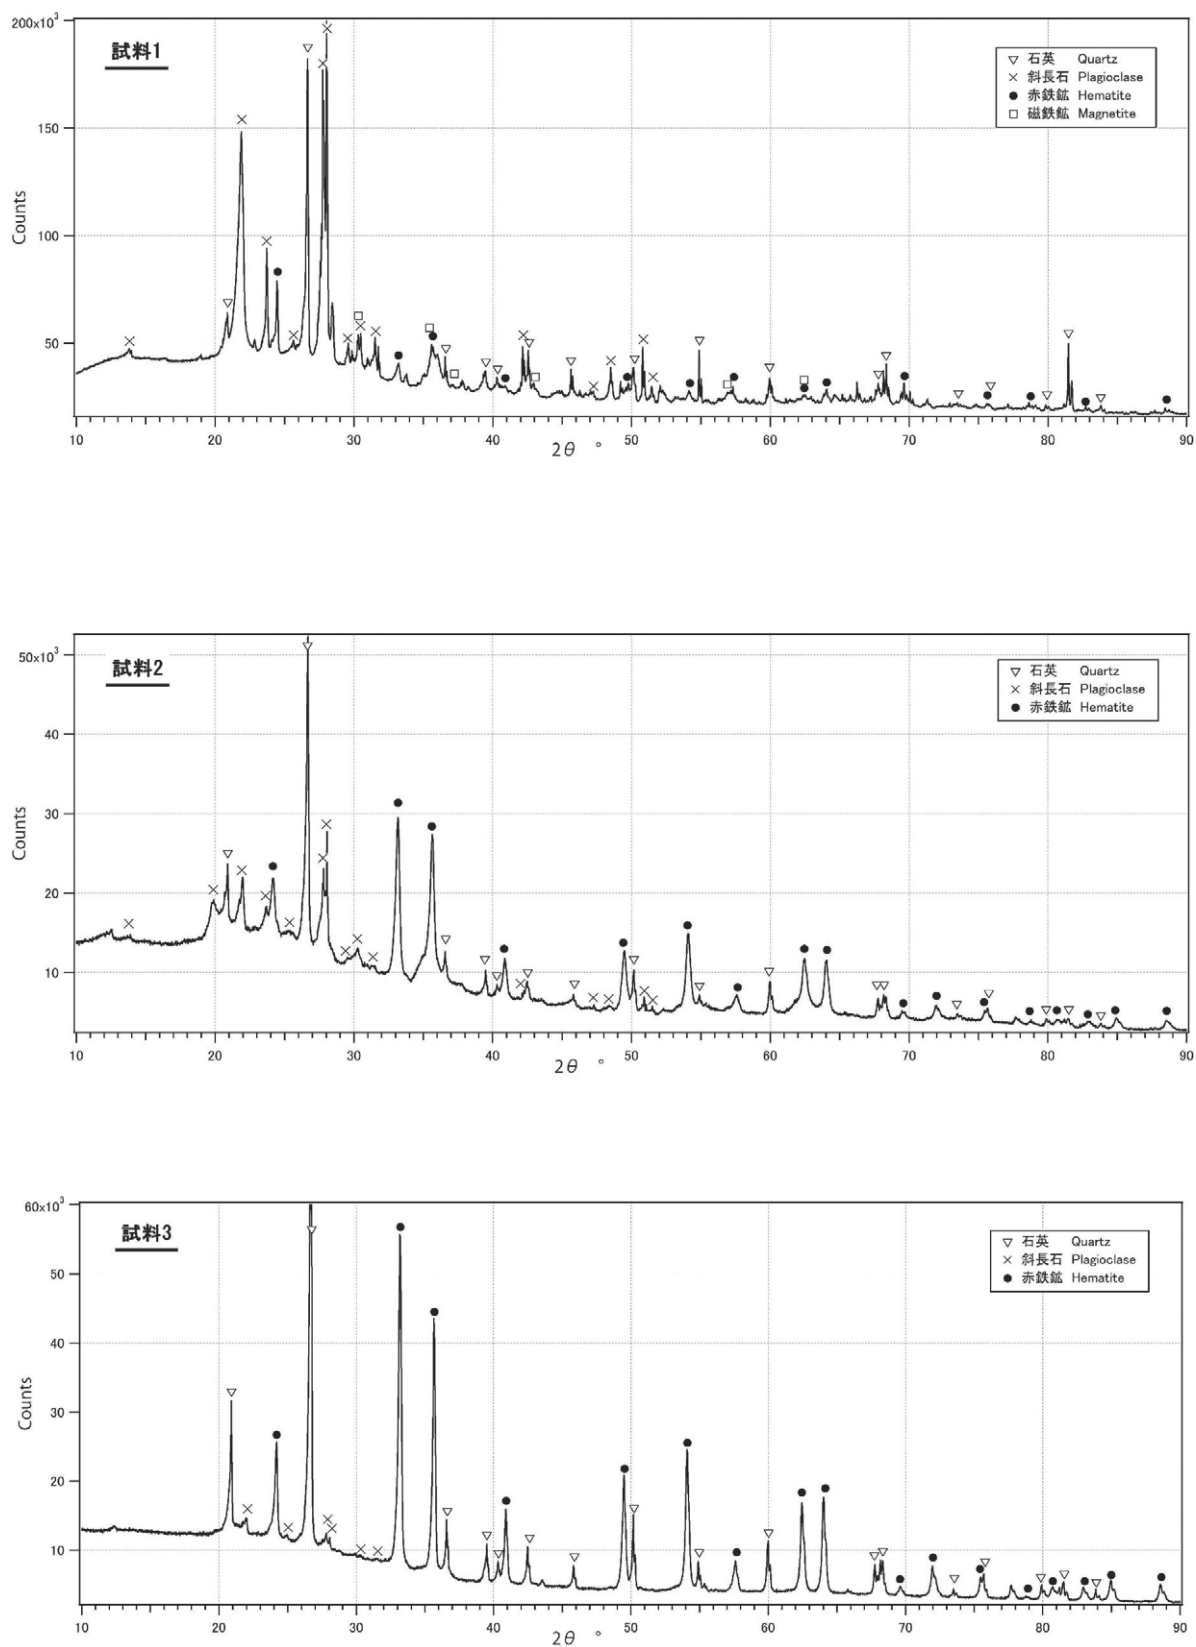 200x10³
試料1
▽ 石英 Quartz
× 斜長石 Plagioclase
● 赤鉄鉱 Hematite
□ 磁鉄鉱 Magnetite
150
100
50
Counts
10 20 30 40 50 60 70 80 90
2θ °
50x10³
試料2
▽ 石英 Quartz
× 斜長石 Plagioclase
● 赤鉄鉱 Hematite
40
30
20
10
Counts
10 20 30 40 50 60 70 80 90
2θ °
60x10³
試料3
▽ 石英 Quartz
× 斜長石 Plagioclase
● 赤鉄鉱 Hematite
50
40
30
20
10
Counts
10 20 30 40 50 60 70 80 90
2θ °